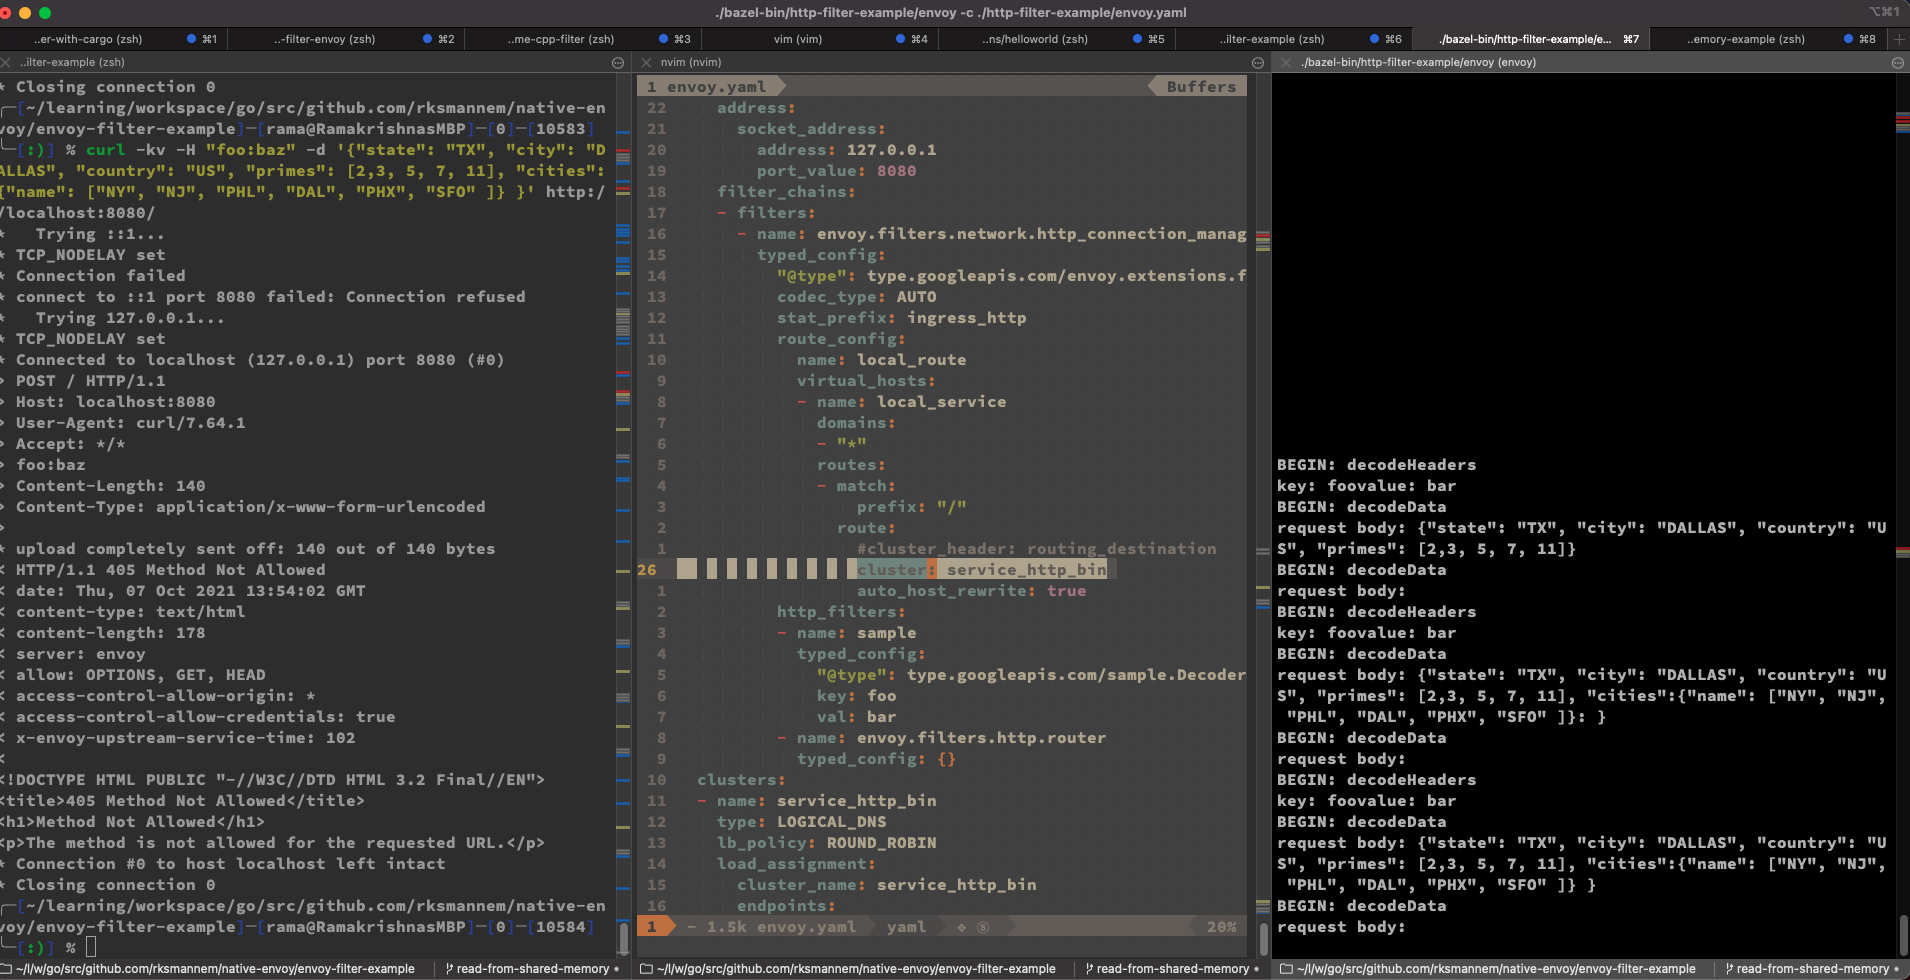 ./bazel-bin/http-filter-example/envoy -c ./http-filter-example/envoy.yaml
⌥⌘1
..er-with-cargo (zsh) ⌘1
..-filter-envoy (zsh) ⌘2
..me-cpp-filter (zsh) ⌘3
vim (vim) ⌘4
..ns/helloworld (zsh) ⌘5
..ilter-example (zsh) ⌘6
./bazel-bin/http-filter-example/e... ⌘7
..emory-example (zsh) ⌘8
..ilter-example (zsh)
* Closing connection 0
╭─[~/learning/workspace/go/src/github.com/rksmannem/native-en
voy/envoy-filter-example]─[rama@RamakrishnasMBP]─[0]─[10583]
╰─[:)] % curl -kv -H "foo:baz" -d '{"state": "TX", "city": "D
ALLAS", "country": "US", "primes": [2,3, 5, 7, 11], "cities":
{"name": ["NY", "NJ", "PHL", "DAL", "PHX", "SFO" ]} }' http:/
/localhost:8080/
*   Trying ::1...
* TCP_NODELAY set
* Connection failed
* connect to ::1 port 8080 failed: Connection refused
*   Trying 127.0.0.1...
* TCP_NODELAY set
* Connected to localhost (127.0.0.1) port 8080 (#0)
> POST / HTTP/1.1
> Host: localhost:8080
> User-Agent: curl/7.64.1
> Accept: */*
> foo:baz
> Content-Length: 140
> Content-Type: application/x-www-form-urlencoded
>
* upload completely sent off: 140 out of 140 bytes
< HTTP/1.1 405 Method Not Allowed
< date: Thu, 07 Oct 2021 13:54:02 GMT
< content-type: text/html
< content-length: 178
< server: envoy
< allow: OPTIONS, GET, HEAD
< access-control-allow-origin: *
< access-control-allow-credentials: true
< x-envoy-upstream-service-time: 102
<
<!DOCTYPE HTML PUBLIC "-//W3C//DTD HTML 3.2 Final//EN">
<title>405 Method Not Allowed</title>
<h1>Method Not Allowed</h1>
<p>The method is not allowed for the requested URL.</p>
* Connection #0 to host localhost left intact
* Closing connection 0
╭─[~/learning/workspace/go/src/github.com/rksmannem/native-en
voy/envoy-filter-example]─[rama@RamakrishnasMBP]─[0]─[10584]
╰─[:)] %
~/l/w/go/src/github.com/rksmannem/native-envoy/envoy-filter-example
read-from-shared-memory •
nvim (nvim)
1 envoy.yaml
Buffers
22 address:
21 socket_address:
20 address: 127.0.0.1
19 port_value: 8080
18 filter_chains:
17 - filters:
16 - name: envoy.filters.network.http_connection_manag
15 typed_config:
14 "@type": type.googleapis.com/envoy.extensions.f
13 codec_type: AUTO
12 stat_prefix: ingress_http
11 route_config:
10 name: local_route
9 virtual_hosts:
8 - name: local_service
7 domains:
6 - "*"
5 routes:
4 - match:
3 prefix: "/"
2 route:
1 #cluster_header: routing_destination
26 cluster: service_http_bin
1 auto_host_rewrite: true
2 http_filters:
3 - name: sample
4 typed_config:
5 "@type": type.googleapis.com/sample.Decoder
6 key: foo
7 val: bar
8 - name: envoy.filters.http.router
9 typed_config: {}
10 clusters:
11 - name: service_http_bin
12 type: LOGICAL_DNS
13 lb_policy: ROUND_ROBIN
14 load_assignment:
15 cluster_name: service_http_bin
16 endpoints:
1 - 1.5k envoy.yaml yaml 20%
~/l/w/go/src/github.com/rksmannem/native-envoy/envoy-filter-example
read-from-shared-memory •
./bazel-bin/http-filter-example/envoy (envoy)
BEGIN: decodeHeaders
key: foovalue: bar
BEGIN: decodeData
request body: {"state": "TX", "city": "DALLAS", "country": "U
S", "primes": [2,3, 5, 7, 11]}
BEGIN: decodeData
request body:
BEGIN: decodeHeaders
key: foovalue: bar
BEGIN: decodeData
request body: {"state": "TX", "city": "DALLAS", "country": "U
S", "primes": [2,3, 5, 7, 11], "cities":{"name": ["NY", "NJ",
"PHL", "DAL", "PHX", "SFO" ]}: }
BEGIN: decodeData
request body:
BEGIN: decodeHeaders
key: foovalue: bar
BEGIN: decodeData
request body: {"state": "TX", "city": "DALLAS", "country": "U
S", "primes": [2,3, 5, 7, 11], "cities":{"name": ["NY", "NJ",
"PHL", "DAL", "PHX", "SFO" ]} }
BEGIN: decodeData
request body:
~/l/w/go/src/github.com/rksmannem/native-envoy/envoy-filter-example
read-from-shared-memory •